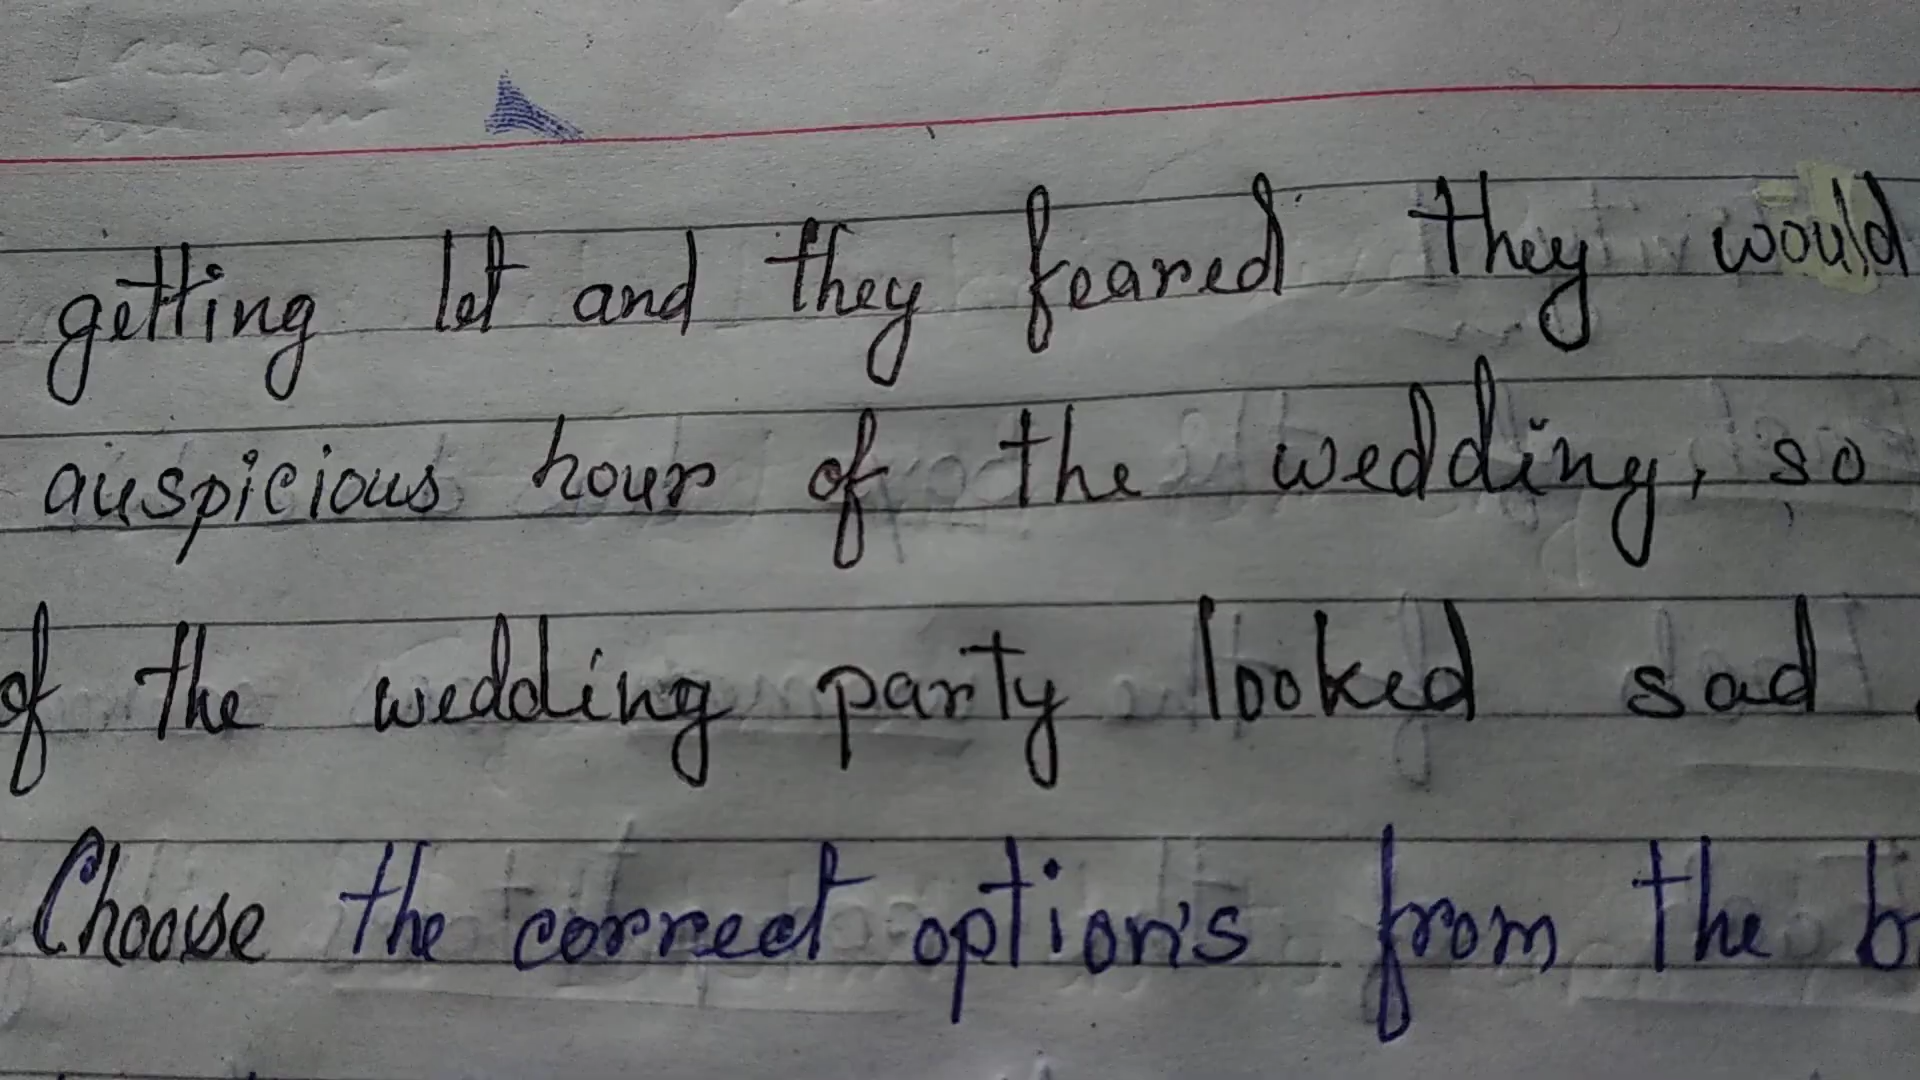 getting let and they feared they would
auspicious hour of the wedding, so
of the wedding party looked sad
Choose the correct option's from the